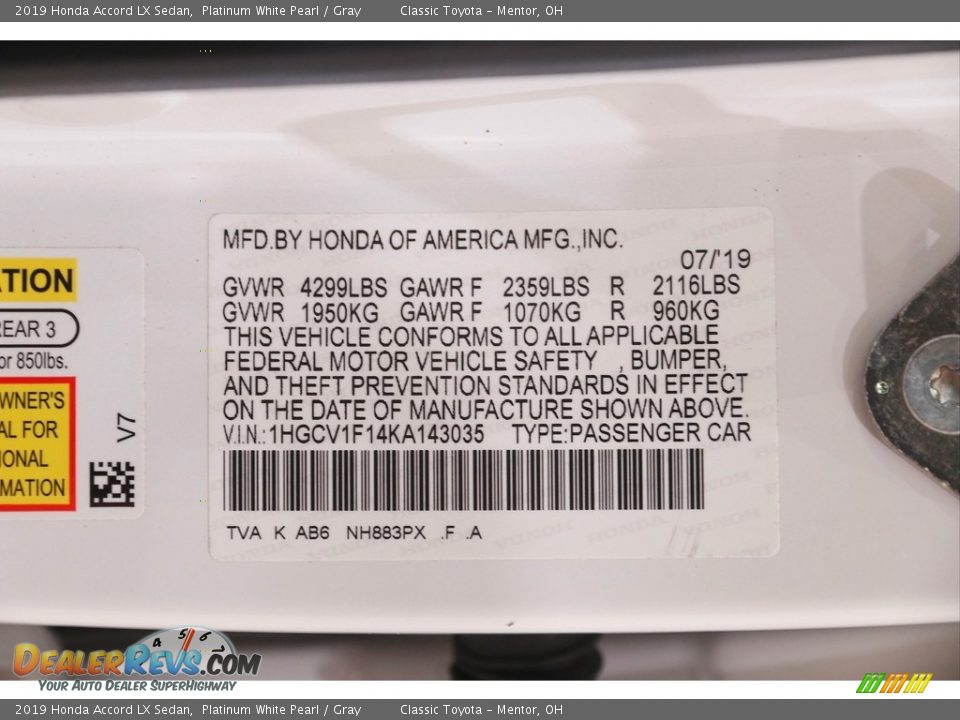 2019 Honda Accord LX Sedan, Platinum White Pearl / Gray Classic Toyota - Mentor, OH
MFD.BY HONDA OF AMERICA MFG.,INC.
07/'19
GVWR 4299LBS GAWR F 2359LBS R 2116LBS
GVWR 1950KG GAWR F 1070KG R 960KG
THIS VEHICLE CONFORMS TO ALL APPLICABLE
FEDERAL MOTOR VEHICLE SAFETY , BUMPER,
AND THEFT PREVENTION STANDARDS IN EFFECT
ON THE DATE OF MANUFACTURE SHOWN ABOVE.
V.I.N.:1HGCV1F14KA143035 TYPE:PASSENGER CAR
TVA K AB6 NH883PX .F .A
ATION
REAR 3
or 850lbs.
WNER'S
AL FOR
IONAL
MATION
V7
4 5 6 7
DEALERREVS.COM
YOUR AUTO DEALER SUPERHIGHWAY
2019 Honda Accord LX Sedan, Platinum White Pearl / Gray Classic Toyota - Mentor, OH